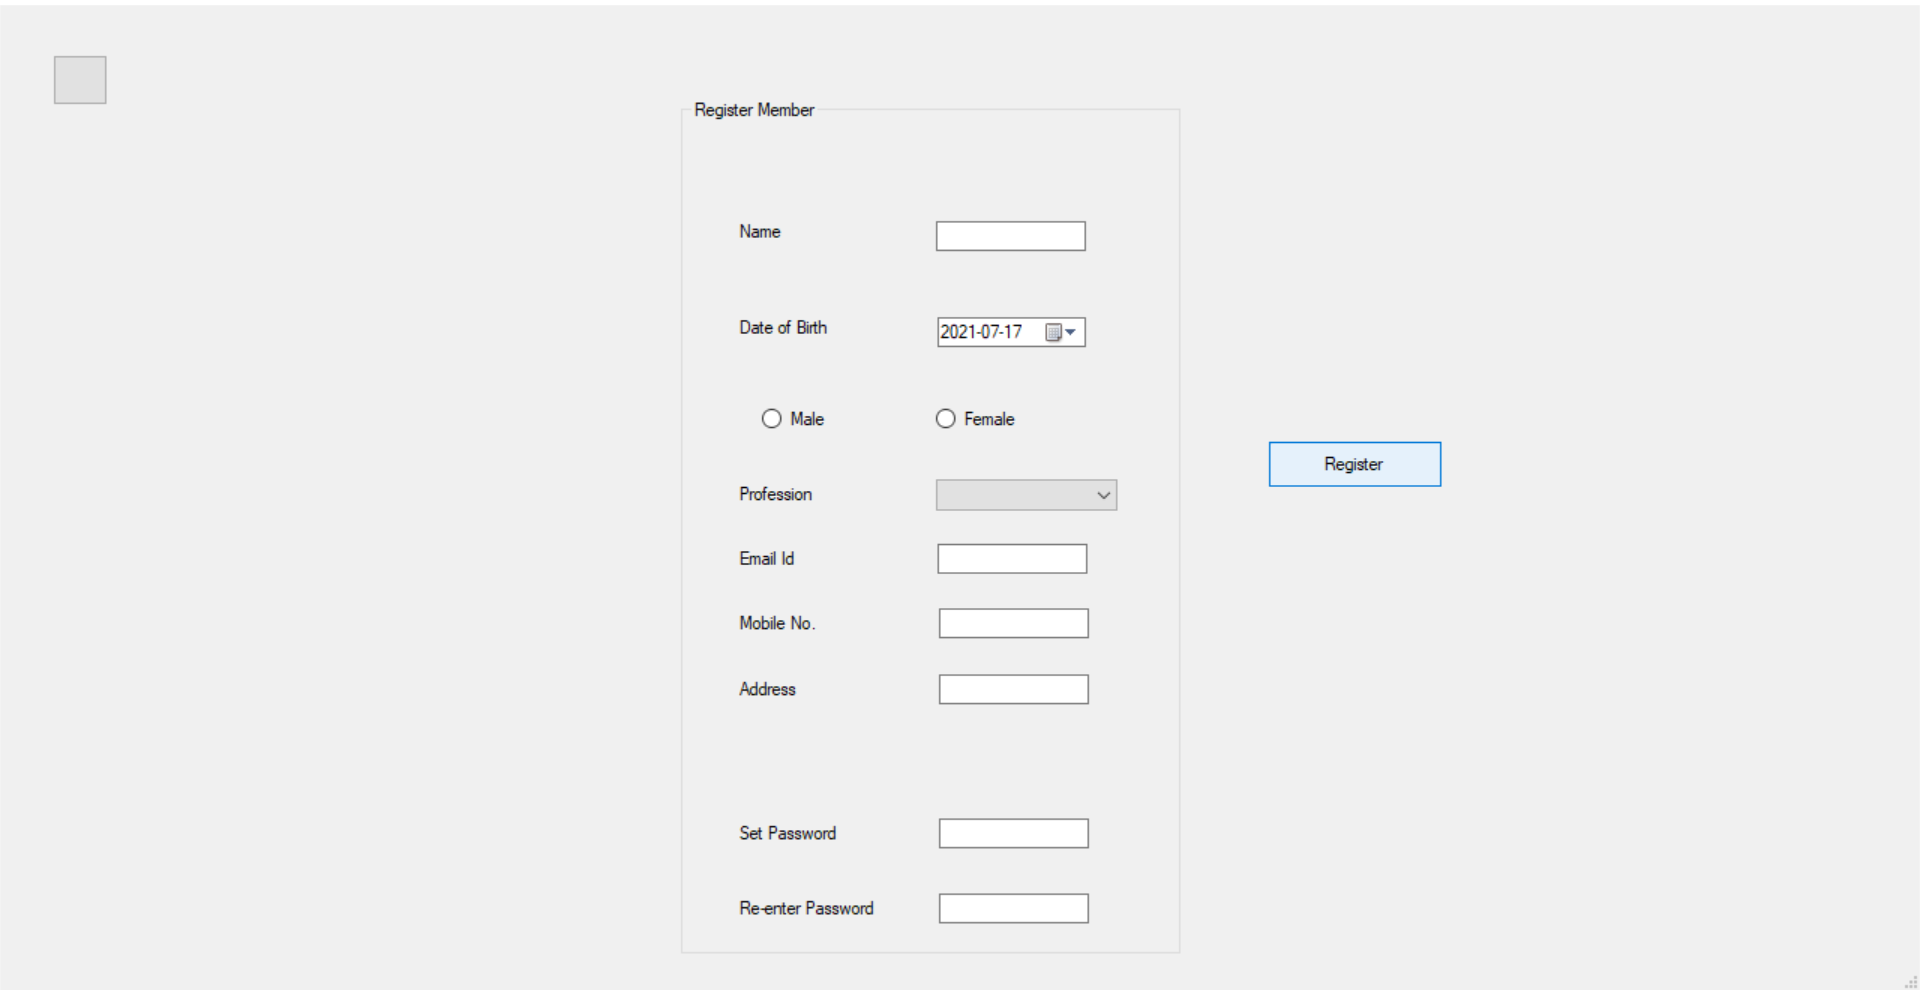 Register Member
Name
Date of Birth
2021-07-17
Male
Female
Register
Profession
Email Id
Mobile No.
Address
Set Password
Re-enter Password